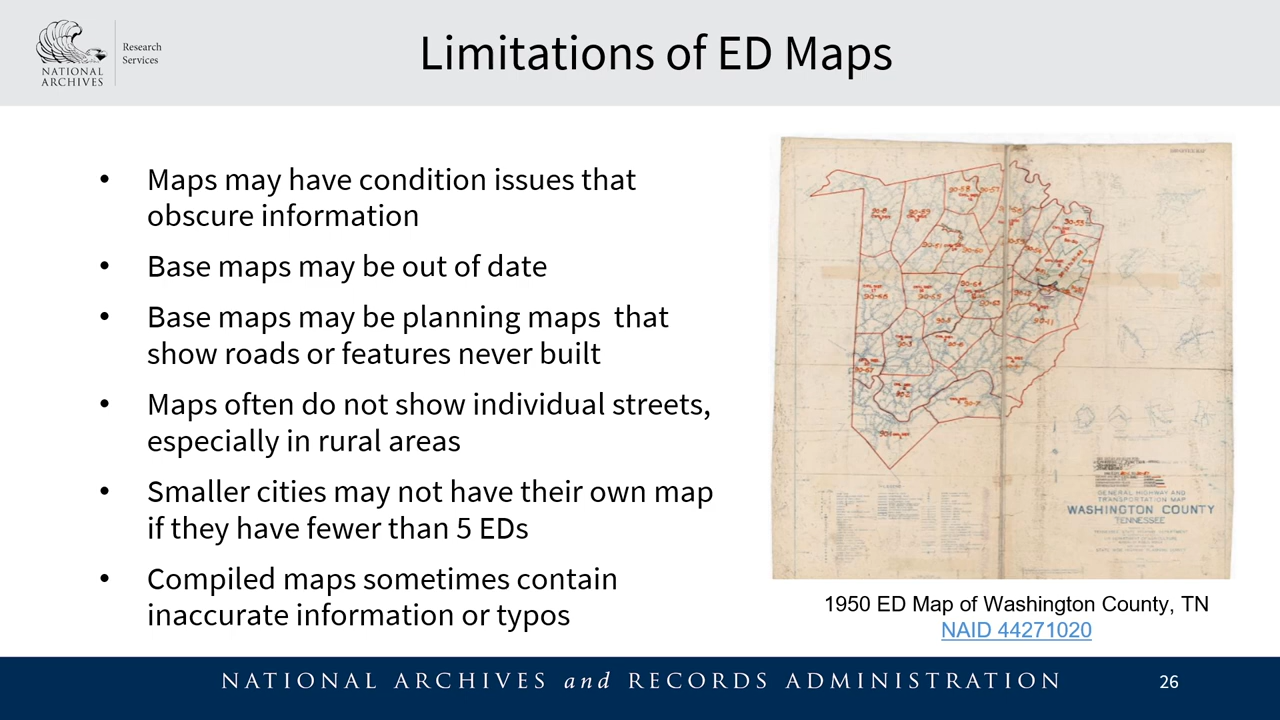 NATIONAL
ARCHIVES
Research
Services
Limitations of ED Maps
• Maps may have condition issues that
obscure information
• Base maps may be out of date
• Base maps may be planning maps  that
show roads or features never built
• Maps often do not show individual streets,
especially in rural areas
• Smaller cities may not have their own map
if they have fewer than 5 EDs
• Compiled maps sometimes contain
inaccurate information or typos
GENERAL HIGHWAY AND
TRANSPORTATION MAP
WASHINGTON COUNTY
TENNESSEE
1950 ED Map of Washington County, TN
NAID 44271020
NATIONAL ARCHIVES and RECORDS ADMINISTRATION
26